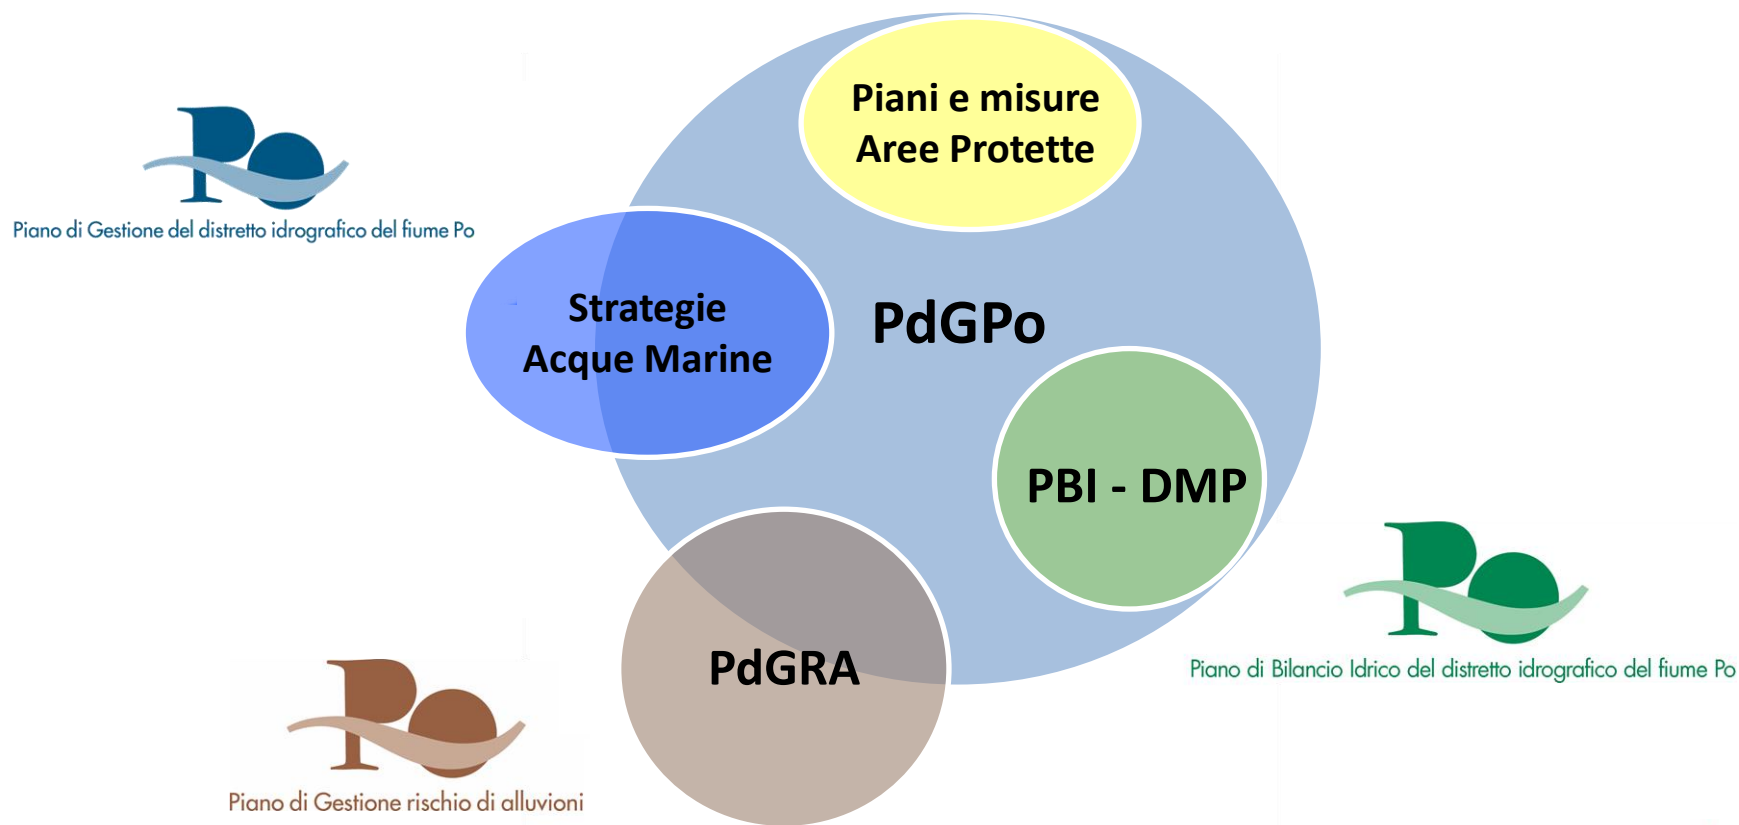 Piani e misure
Aree Protette
PO
Piano di Gestione del distretto idrografico del fiume Po
Strategie
Acque Marine
PdGPo
PBI - DMP
PO
Piano di Bilancio Idrico del distretto idrografico del fiume Po
PdGRA
PO
Piano di Gestione rischio di alluvioni